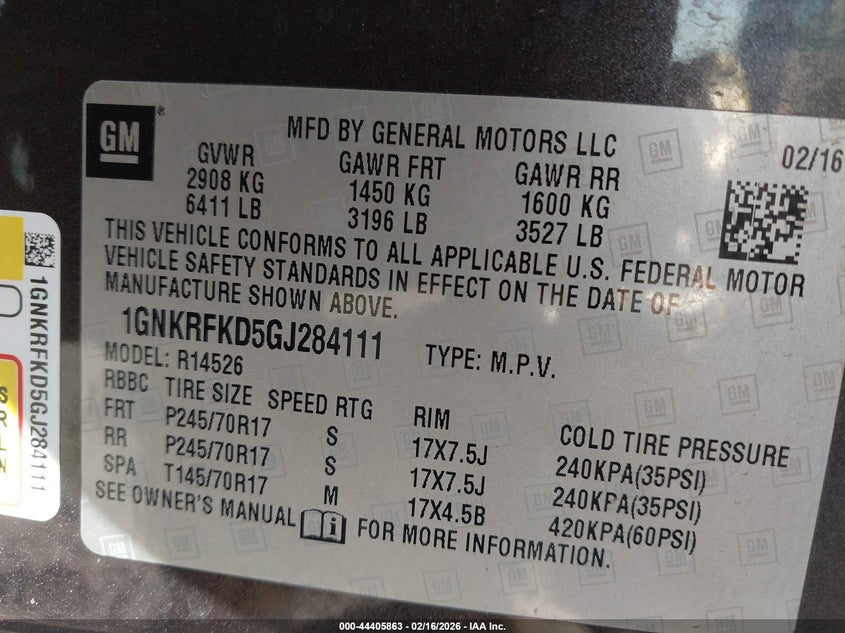 GM
MFD BY GENERAL MOTORS LLC
02/16
GVWR GAWR FRT GAWR RR
2908 KG 1450 KG 1600 KG
6411 LB 3196 LB 3527 LB
THIS VEHICLE CONFORMS TO ALL APPLICABLE U.S. FEDERAL MOTOR
VEHICLE SAFETY STANDARDS IN EFFECT ON THE DATE OF
MANUFACTURE SHOWN ABOVE.
1GNKRFKD5GJ284111 TYPE: M.P.V.
MODEL: R14526
RBBC TIRE SIZE SPEED RTG RIM COLD TIRE PRESSURE
FRT P245/70R17 S 17X7.5J 240KPA(35PSI)
RR P245/70R17 S 17X7.5J 240KPA(35PSI)
SPA T145/70R17 M 17X4.5B 420KPA(60PSI)
SEE OWNER'S MANUAL FOR MORE INFORMATION.
1GNKRFKD5GJ284111
S
R
L
N
000-44405863 - 02/16/2026 - IAA Inc.